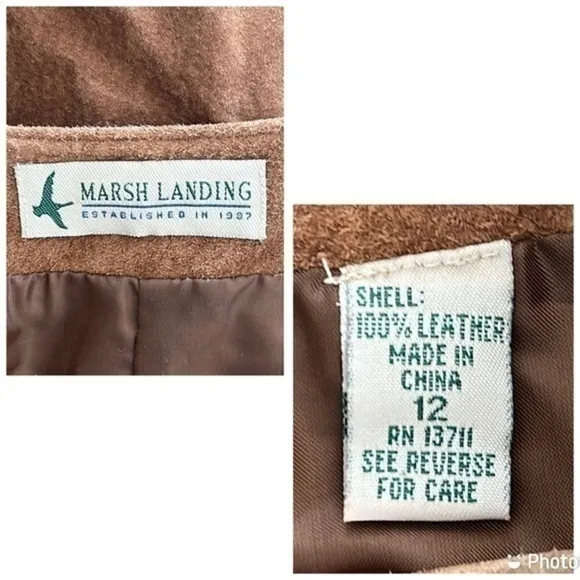 MARSH LANDING
ESTABLISHED IN 1987
SHELL:
100% LEATHER
MADE IN
CHINA
12
RN 13711
SEE REVERSE
FOR CARE
Photo